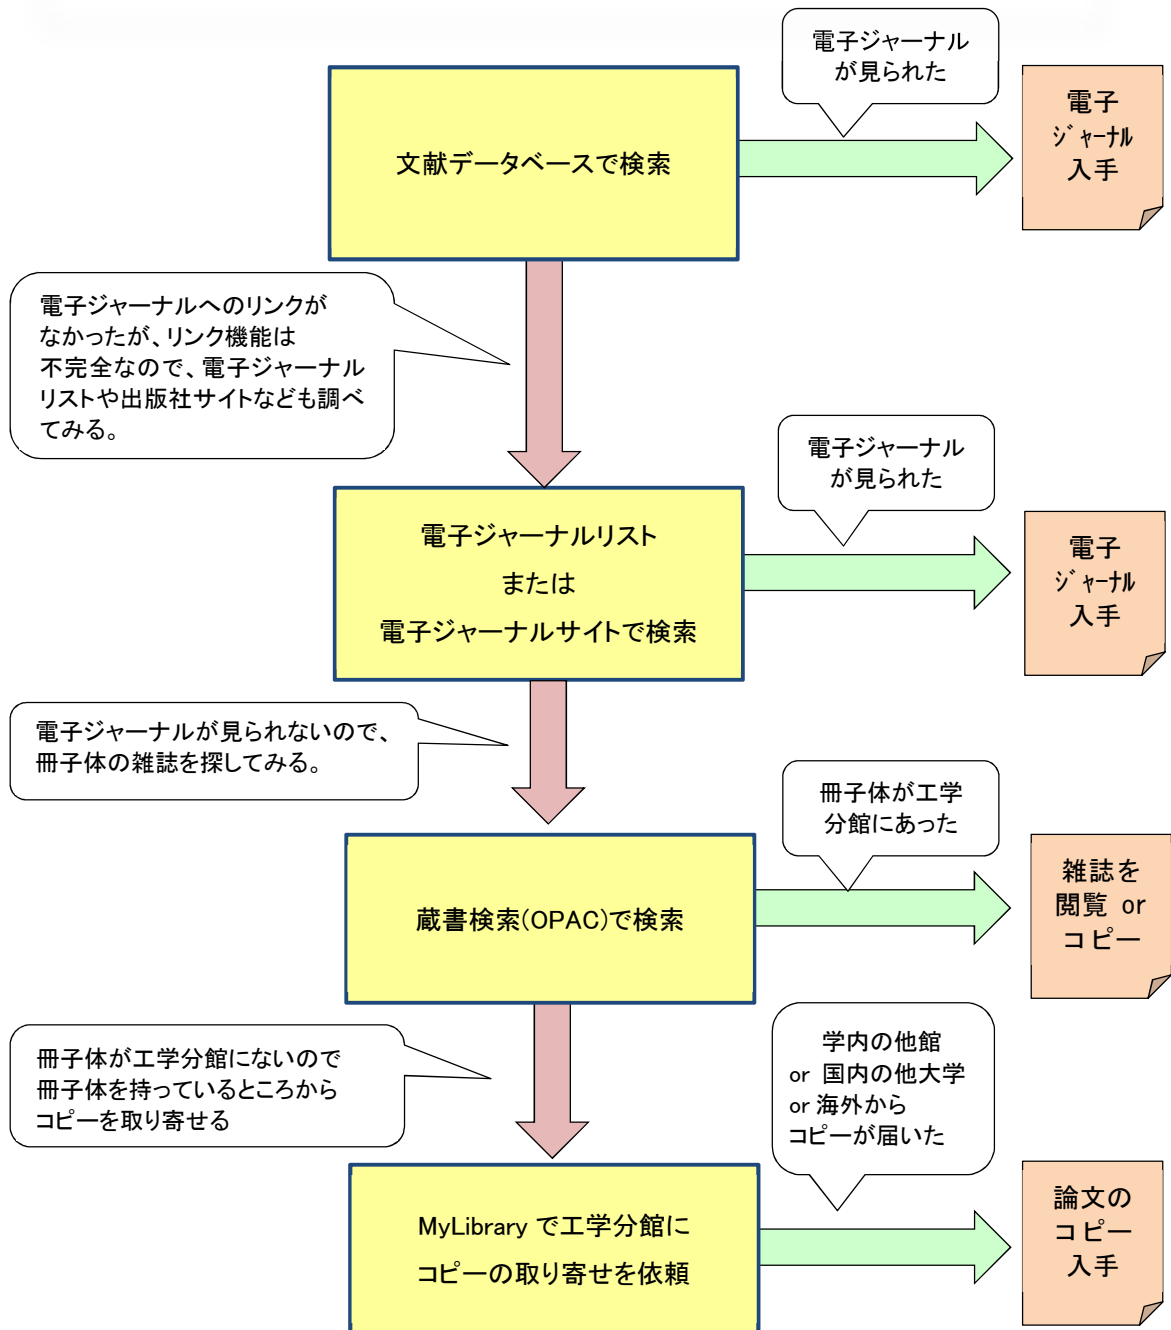 電子ジャーナル
が見られた
文献データベースで検索
電子
ｼﾞｬｰﾅﾙ
入手
電子ジャーナルへのリンクが
なかったが、リンク機能は
不完全なので、電子ジャーナル
リストや出版社サイトなども調べ
てみる。
電子ジャーナル
が見られた
電子ジャーナルリスト
または
電子ジャーナルサイトで検索
電子
ｼﾞｬｰﾅﾙ
入手
電子ジャーナルが見られないので、
冊子体の雑誌を探してみる。
冊子体が工学
分館にあった
蔵書検索(OPAC)で検索
雑誌を
閲覧 or
コピー
冊子体が工学分館にないので
冊子体を持っているところから
コピーを取り寄せる
学内の他館
or 国内の他大学
or 海外から
コピーが届いた
MyLibrary で工学分館に
コピーの取り寄せを依頼
論文の
コピー
入手